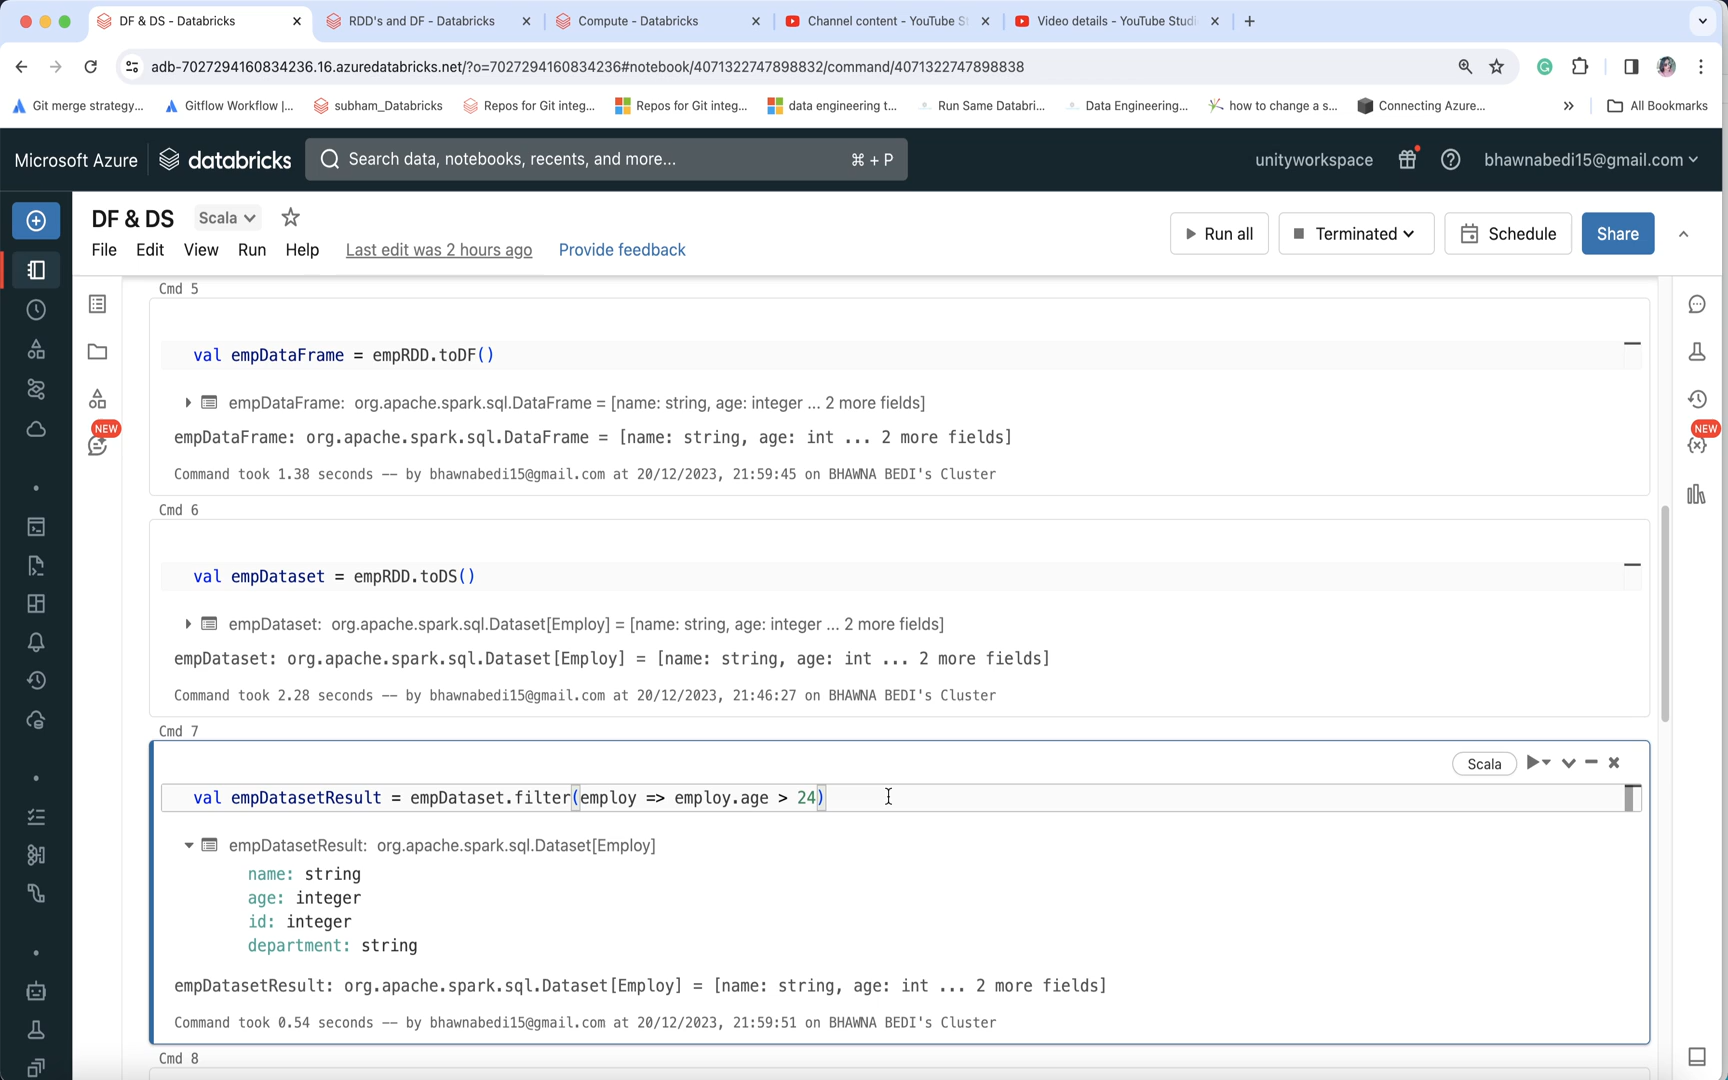 DF & DS - Databricks
RDD's and DF - Databricks
Compute - Databricks
Channel content - YouTube S
Video details - YouTube Studi
adb-7027294160834236.16.azuredatabricks.net/?o=7027294160834236#notebook/4071322747898832/command/4071322747898838
Git merge strategy...
Gitflow Workflow |...
subham_Databricks
Repos for Git integ...
Repos for Git integ...
data engineering t...
Run Same Databri...
Data Engineering...
how to change a s...
Connecting Azure...
All Bookmarks
Microsoft Azure
databricks
Search data, notebooks, recents, and more...
⌘ + P
unityworkspace
bhawnabedi15@gmail.com
DF & DS
Scala
Run all
Terminated
Schedule
Share
File Edit View Run Help
Last edit was 2 hours ago
Provide feedback
Cmd 5
val empDataFrame = empRDD.toDF()
empDataFrame: org.apache.spark.sql.DataFrame = [name: string, age: integer ... 2 more fields]
NEW
NEW
empDataFrame: org.apache.spark.sql.DataFrame = [name: string, age: int ... 2 more fields]
Command took 1.38 seconds -- by bhawnabedi15@gmail.com at 20/12/2023, 21:59:45 on BHAWNA BEDI's Cluster
Cmd 6
val empDataset = empRDD.toDS()
empDataset: org.apache.spark.sql.Dataset[Employ] = [name: string, age: integer ... 2 more fields]
empDataset: org.apache.spark.sql.Dataset[Employ] = [name: string, age: int ... 2 more fields]
Command took 2.28 seconds -- by bhawnabedi15@gmail.com at 20/12/2023, 21:46:27 on BHAWNA BEDI's Cluster
Cmd 7
Scala
val empDatasetResult = empDataset.filter(employ => employ.age > 24)
empDatasetResult: org.apache.spark.sql.Dataset[Employ]
name: string
age: integer
id: integer
department: string
empDatasetResult: org.apache.spark.sql.Dataset[Employ] = [name: string, age: int ... 2 more fields]
Command took 0.54 seconds -- by bhawnabedi15@gmail.com at 20/12/2023, 21:59:51 on BHAWNA BEDI's Cluster
Cmd 8